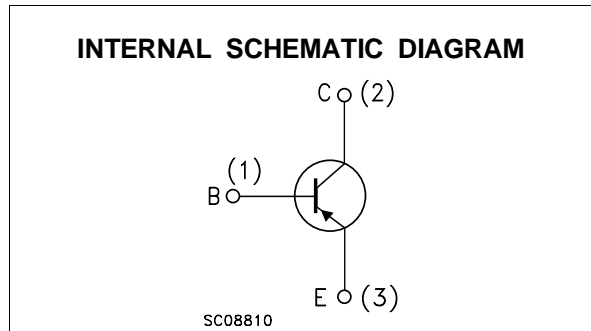 INTERNAL SCHEMATIC DIAGRAM
C (2)
(1)
B
E (3)
SC08810